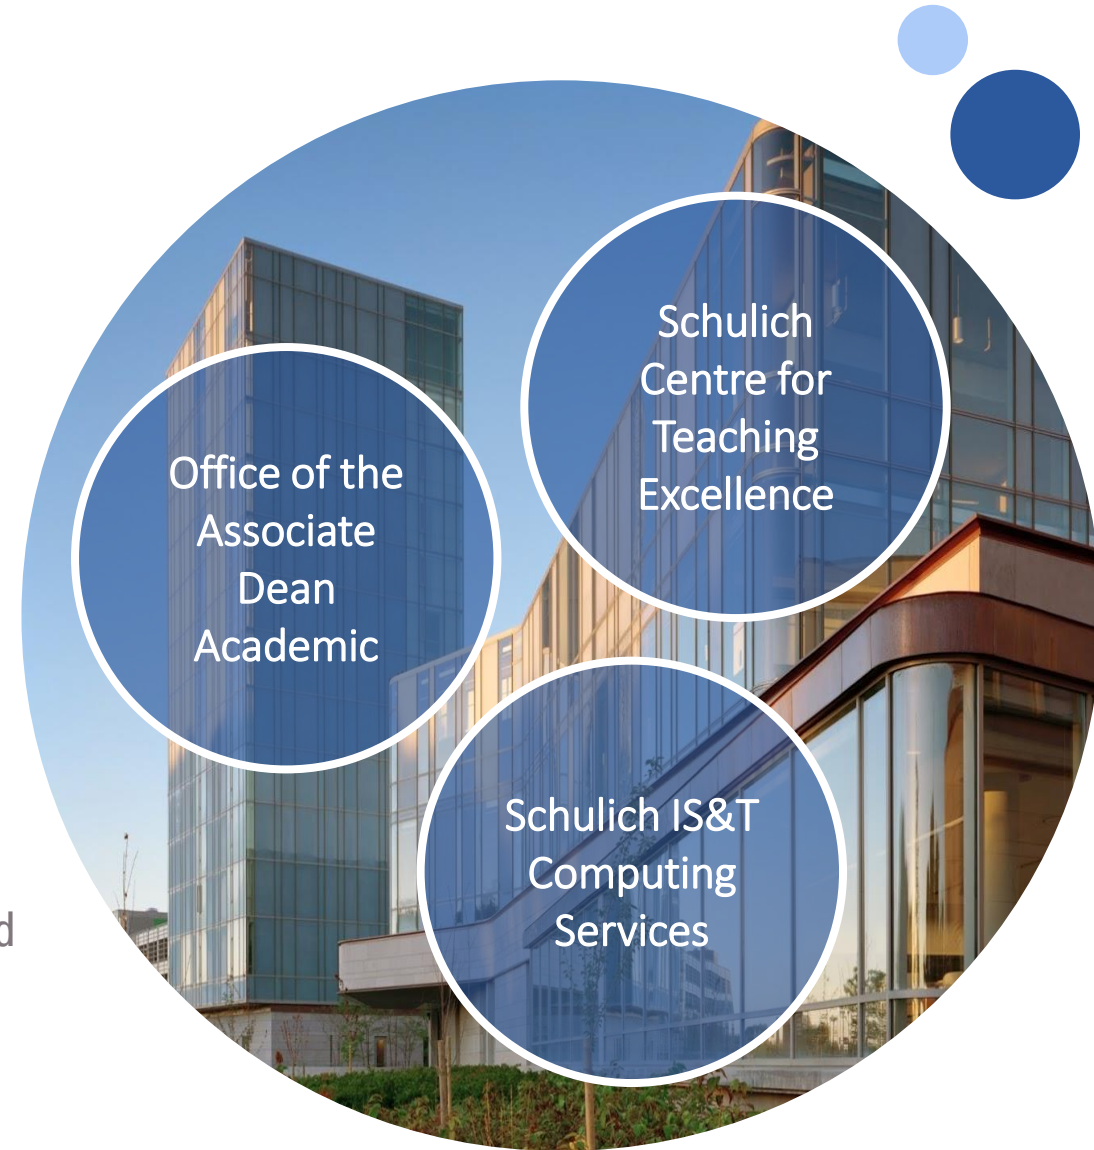 Schulich
Centre for
Teaching
Excellence
Office of the
Associate
Dean
Academic
Schulich IS&T
Computing
Services
d